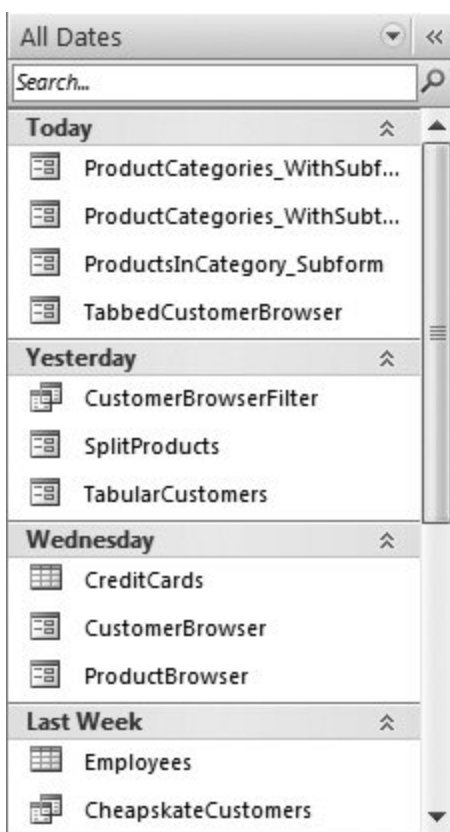 All Dates
Search...
Today
ProductCategories_WithSubf...
ProductCategories_WithSubt...
ProductsInCategory_Subform
TabbedCustomerBrowser
Yesterday
CustomerBrowserFilter
SplitProducts
TabularCustomers
Wednesday
CreditCards
CustomerBrowser
ProductBrowser
Last Week
Employees
CheapskateCustomers